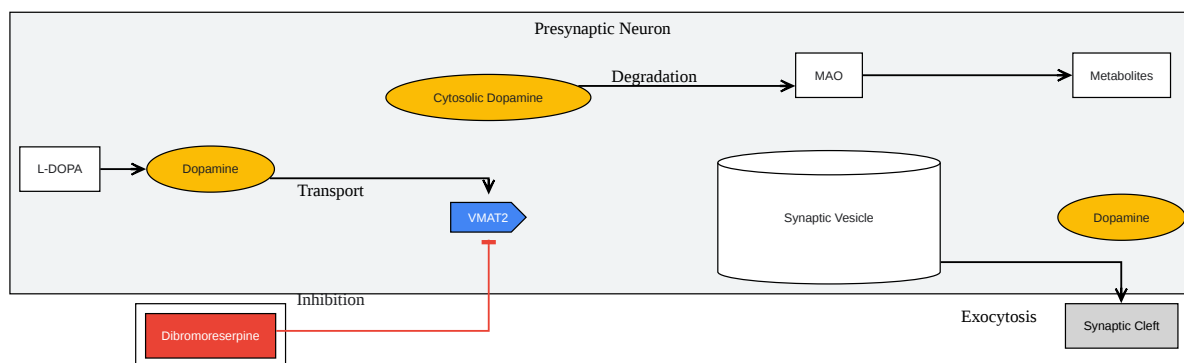 Presynaptic Neuron
Cytosolic Dopamine
Degradation
MAO
Metabolites
L-DOPA
Dopamine
Transport
VMAT2
Synaptic Vesicle
Dopamine
Inhibition
Dibromoreserpine
Exocytosis
Synaptic Cleft